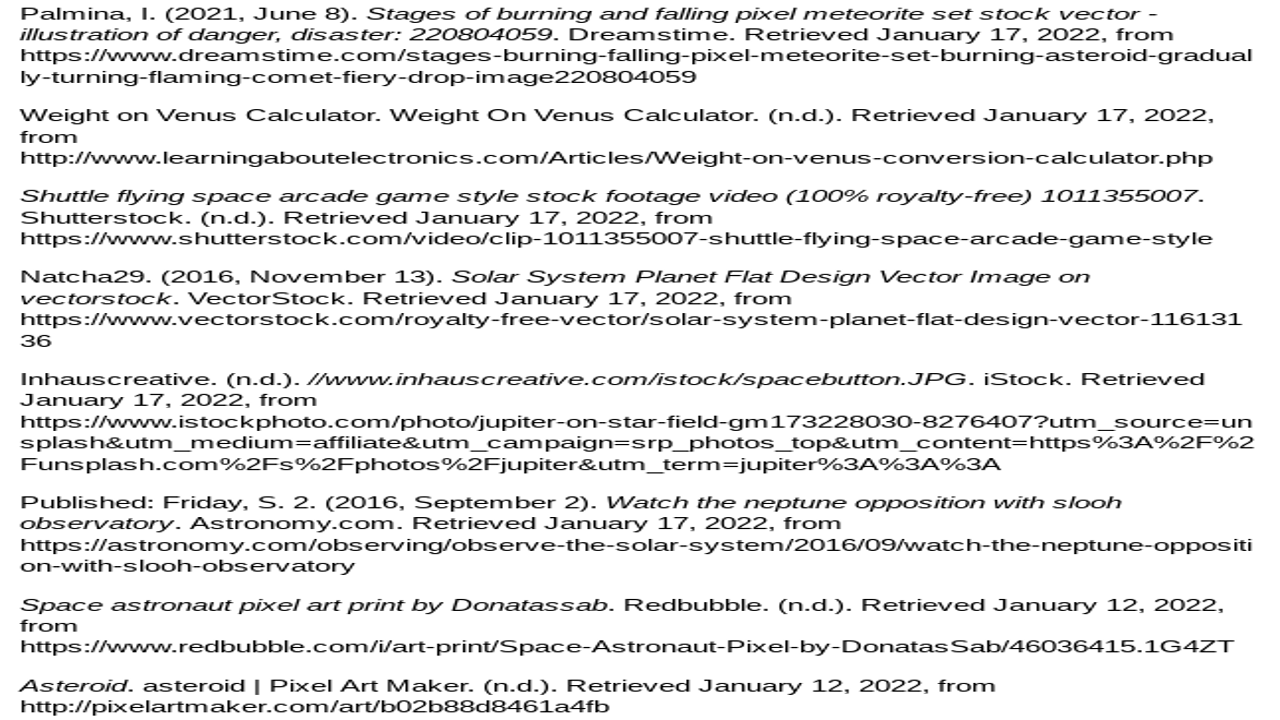 Palmina, I. (2021, June 8). Stages of burning and falling pixel meteorite set stock vector -
illustration of danger, disaster: 220804059. Dreamstime. Retrieved January 17, 2022, from
https://www.dreamstime.com/stages-burning-falling-pixel-meteorite-set-burning-asteroid-gradual
ly-turning-flaming-comet-fiery-drop-image220804059
Weight on Venus Calculator. Weight On Venus Calculator. (n.d.). Retrieved January 17, 2022,
from
http://www.learningaboutelectronics.com/Articles/Weight-on-venus-conversion-calculator.php
Shuttle flying space arcade game style stock footage video (100% royalty-free) 1011355007.
Shutterstock. (n.d.). Retrieved January 17, 2022, from
https://www.shutterstock.com/video/clip-1011355007-shuttle-flying-space-arcade-game-style
Natcha29. (2016, November 13). Solar System Planet Flat Design Vector Image on
vectorstock. VectorStock. Retrieved January 17, 2022, from
https://www.vectorstock.com/royalty-free-vector/solar-system-planet-flat-design-vector-116131
36
Inhauscreative. (n.d.). //www.inhauscreative.com/istock/spacebutton.JPG. iStock. Retrieved
January 17, 2022, from
https://www.istockphoto.com/photo/jupiter-on-star-field-gm173228030-8276407?utm_source=un
splash&utm_medium=affiliate&utm_campaign=srp_photos_top&utm_content=https%3A%2F%2
Funsplash.com%2Fs%2Fphotos%2Fjupiter&utm_term=jupiter%3A%3A%3A
Published: Friday, S. 2. (2016, September 2). Watch the neptune opposition with slooh
observatory. Astronomy.com. Retrieved January 17, 2022, from
https://astronomy.com/observing/observe-the-solar-system/2016/09/watch-the-neptune-oppositi
on-with-slooh-observatory
Space astronaut pixel art print by Donatassab. Redbubble. (n.d.). Retrieved January 12, 2022,
from
https://www.redbubble.com/i/art-print/Space-Astronaut-Pixel-by-DonatasSab/46036415.1G4ZT
Asteroid. asteroid | Pixel Art Maker. (n.d.). Retrieved January 12, 2022, from
http://pixelartmaker.com/art/b02b88d8461a4fb